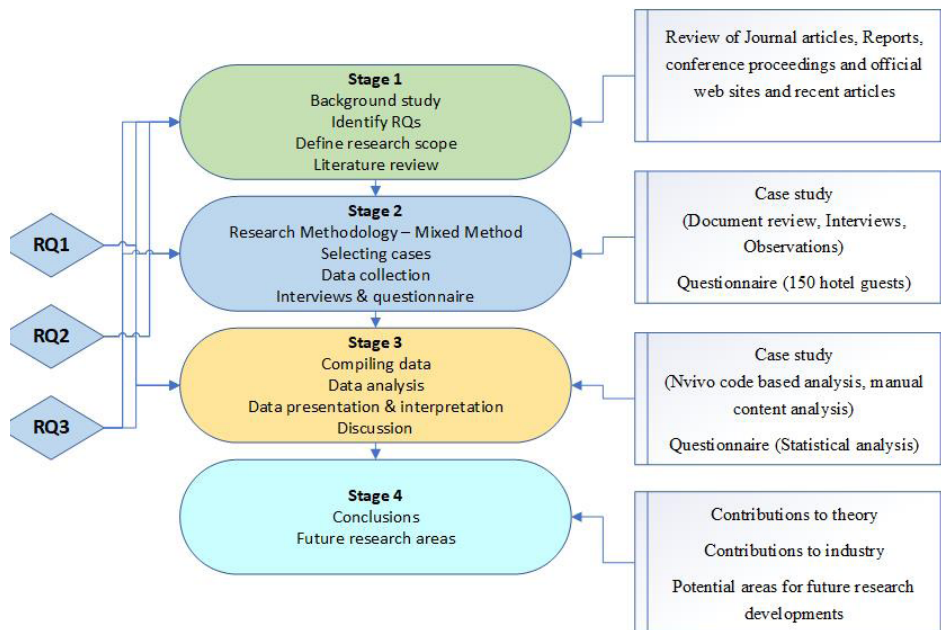 Stage 1
Background study
Identify RQs
Define research scope
Literature review
Review of Journal articles, Reports,
conference proceedings and official
web sites and recent articles
RQ1
RQ2
RQ3
Stage 2
Research Methodology – Mixed Method
Selecting cases
Data collection
Interviews & questionnaire
Case study
(Document review, Interviews,
Observations)
Questionnaire (150 hotel guests)
Stage 3
Compiling data
Data analysis
Data presentation & interpretation
Discussion
Case study
(Nvivo code based analysis, manual
content analysis)
Questionnaire (Statistical analysis)
Stage 4
Conclusions
Future research areas
Contributions to theory
Contributions to industry
Potential areas for future research
developments